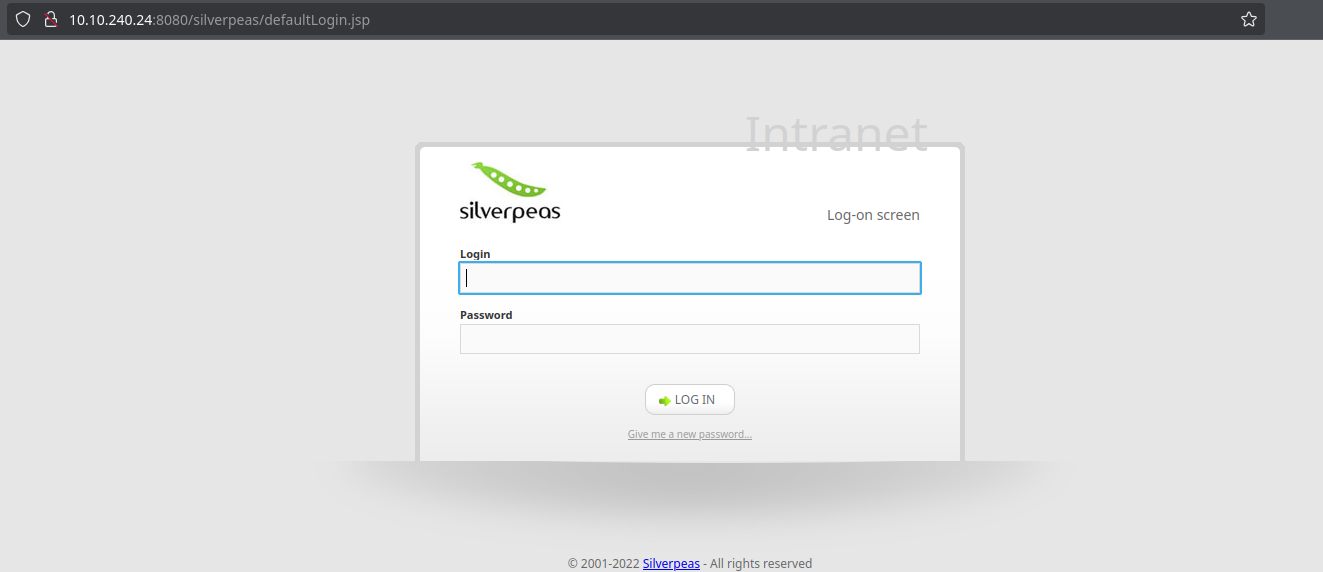 10.10.240.24:8080/silverpeas/defaultLogin.jsp
Intranet
silverpeas
Log-on screen
Login
Password
LOG IN
Give me a new password...
© 2001-2022 Silverpeas - All rights reserved